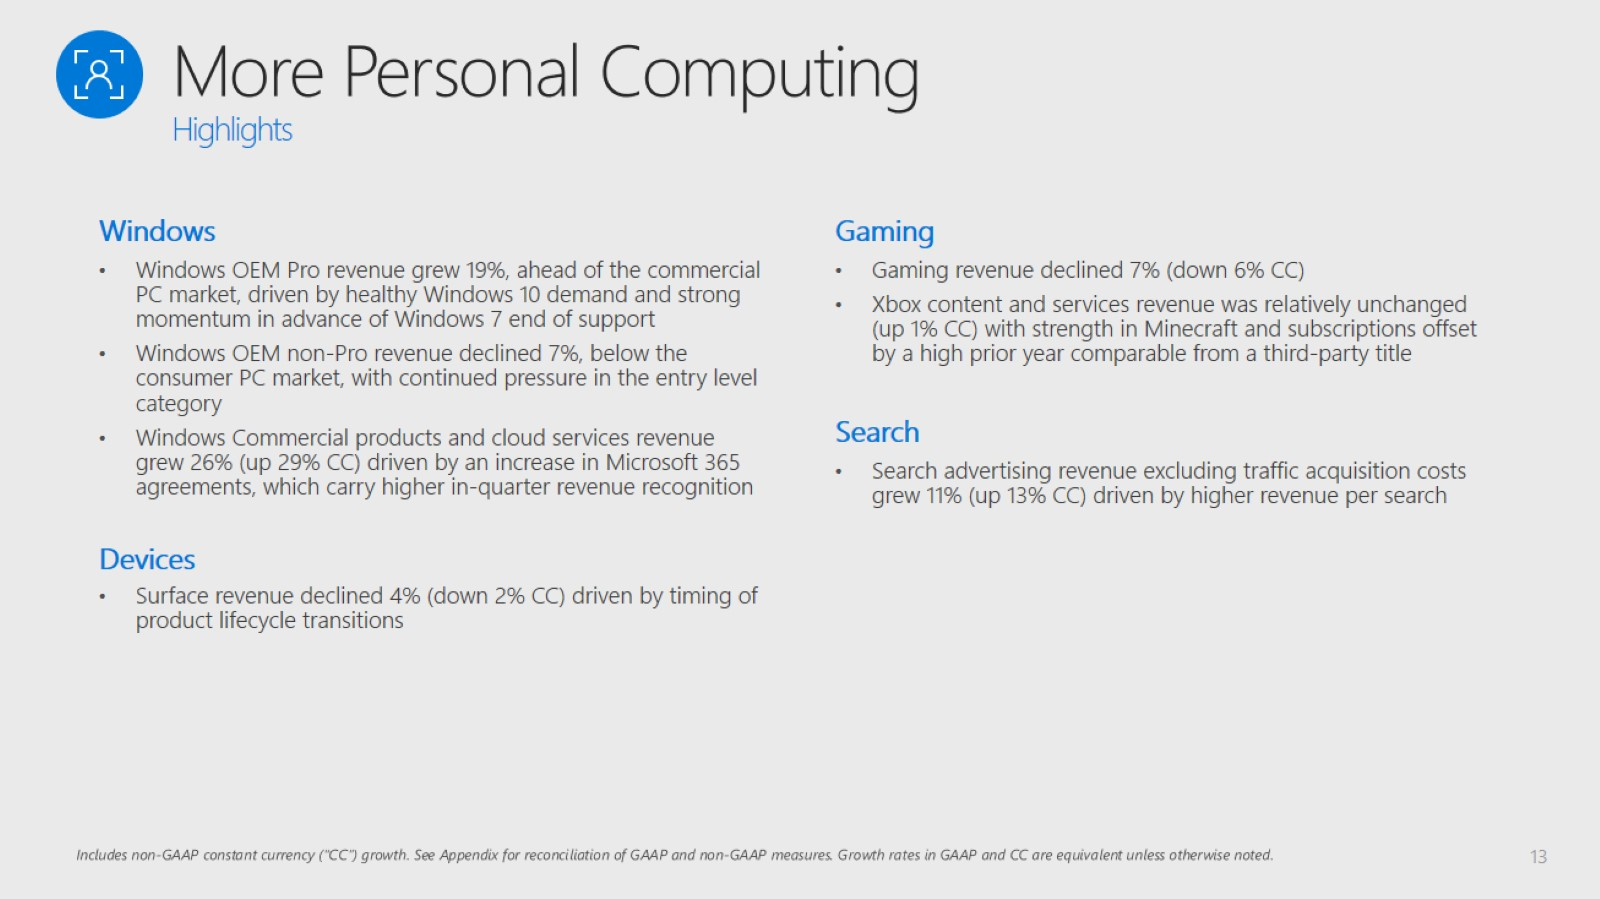 More Personal Computing
Highlights
Windows
• Windows OEM Pro revenue grew 19%, ahead of the commercial
PC market, driven by healthy Windows 10 demand and strong
momentum in advance of Windows 7 end of support
• Windows OEM non-Pro revenue declined 7%, below the
consumer PC market, with continued pressure in the entry level
category
• Windows Commercial products and cloud services revenue
grew 26% (up 29% CC) driven by an increase in Microsoft 365
agreements, which carry higher in-quarter revenue recognition
Devices
• Surface revenue declined 4% (down 2% CC) driven by timing of
product lifecycle transitions
Gaming
• Gaming revenue declined 7% (down 6% CC)
• Xbox content and services revenue was relatively unchanged
(up 1% CC) with strength in Minecraft and subscriptions offset
by a high prior year comparable from a third-party title
Search
• Search advertising revenue excluding traffic acquisition costs
grew 11% (up 13% CC) driven by higher revenue per search
Includes non-GAAP constant currency ("CC") growth. See Appendix for reconciliation of GAAP and non-GAAP measures. Growth rates in GAAP and CC are equivalent unless otherwise noted.
13